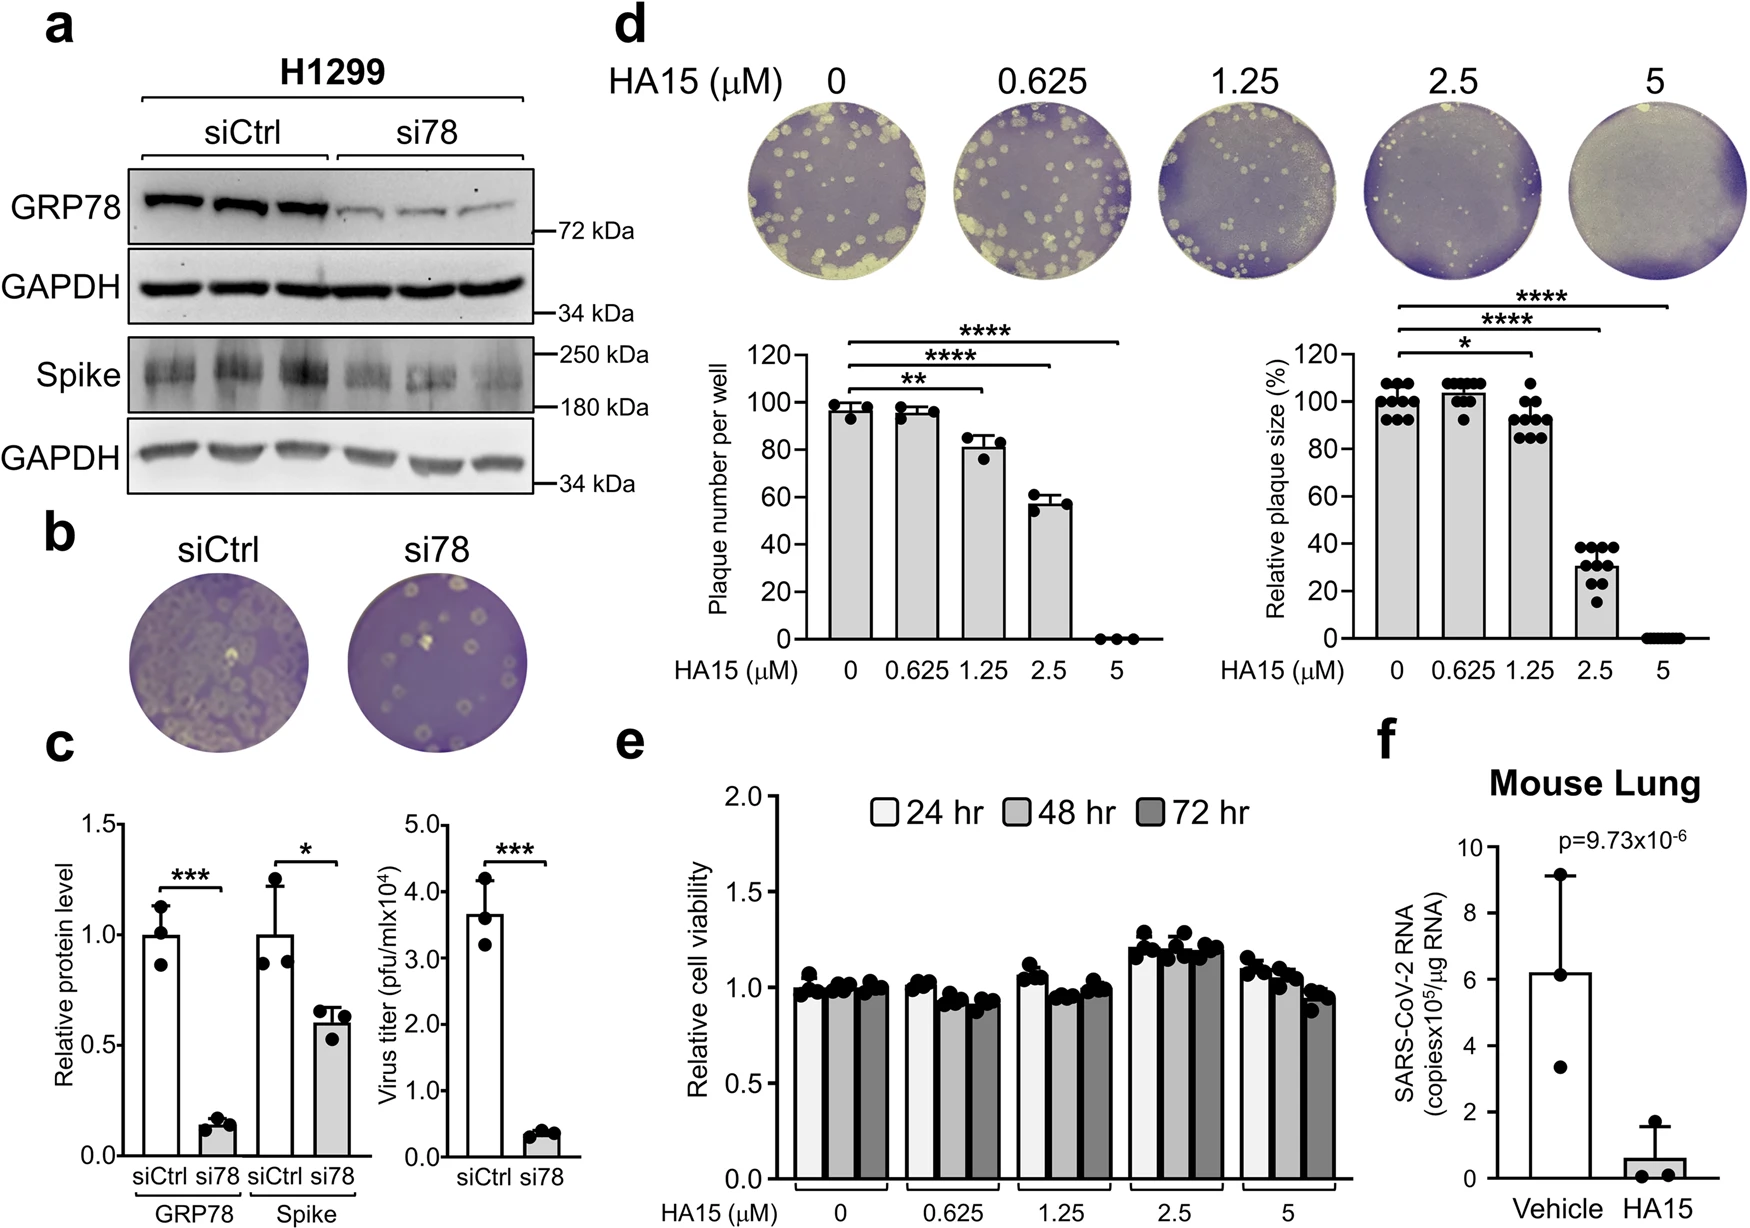 a
H1299
siCtrl si78
GRP78
72 kDa
GAPDH
34 kDa
Spike
250 kDa
180 kDa
GAPDH
34 kDa
b
siCtrl si78
c
Relative protein level
1.5
1.0
0.5
0.0
***
*
siCtrl si78 siCtrl si78
GRP78 Spike
Virus titer (pfu/mlx10⁴)
5.0
4.0
3.0
2.0
1.0
0.0
***
siCtrl si78
d
HA15 (μM) 0 0.625 1.25 2.5 5
Plaque number per well
120
100
80
60
40
20
0
****
****
**
HA15 (μM) 0 0.625 1.25 2.5 5
Relative plaque size (%)
120
100
80
60
40
20
0
****
****
*
HA15 (μM) 0 0.625 1.25 2.5 5
e
Relative cell viability
2.0
1.5
1.0
0.5
0.0
24 hr 48 hr 72 hr
HA15 (μM) 0 0.625 1.25 2.5 5
f
Mouse Lung
p=9.73x10⁻⁶
SARS-CoV-2 RNA
(copiesx10⁵/μg RNA)
10
8
6
4
2
0
Vehicle HA15